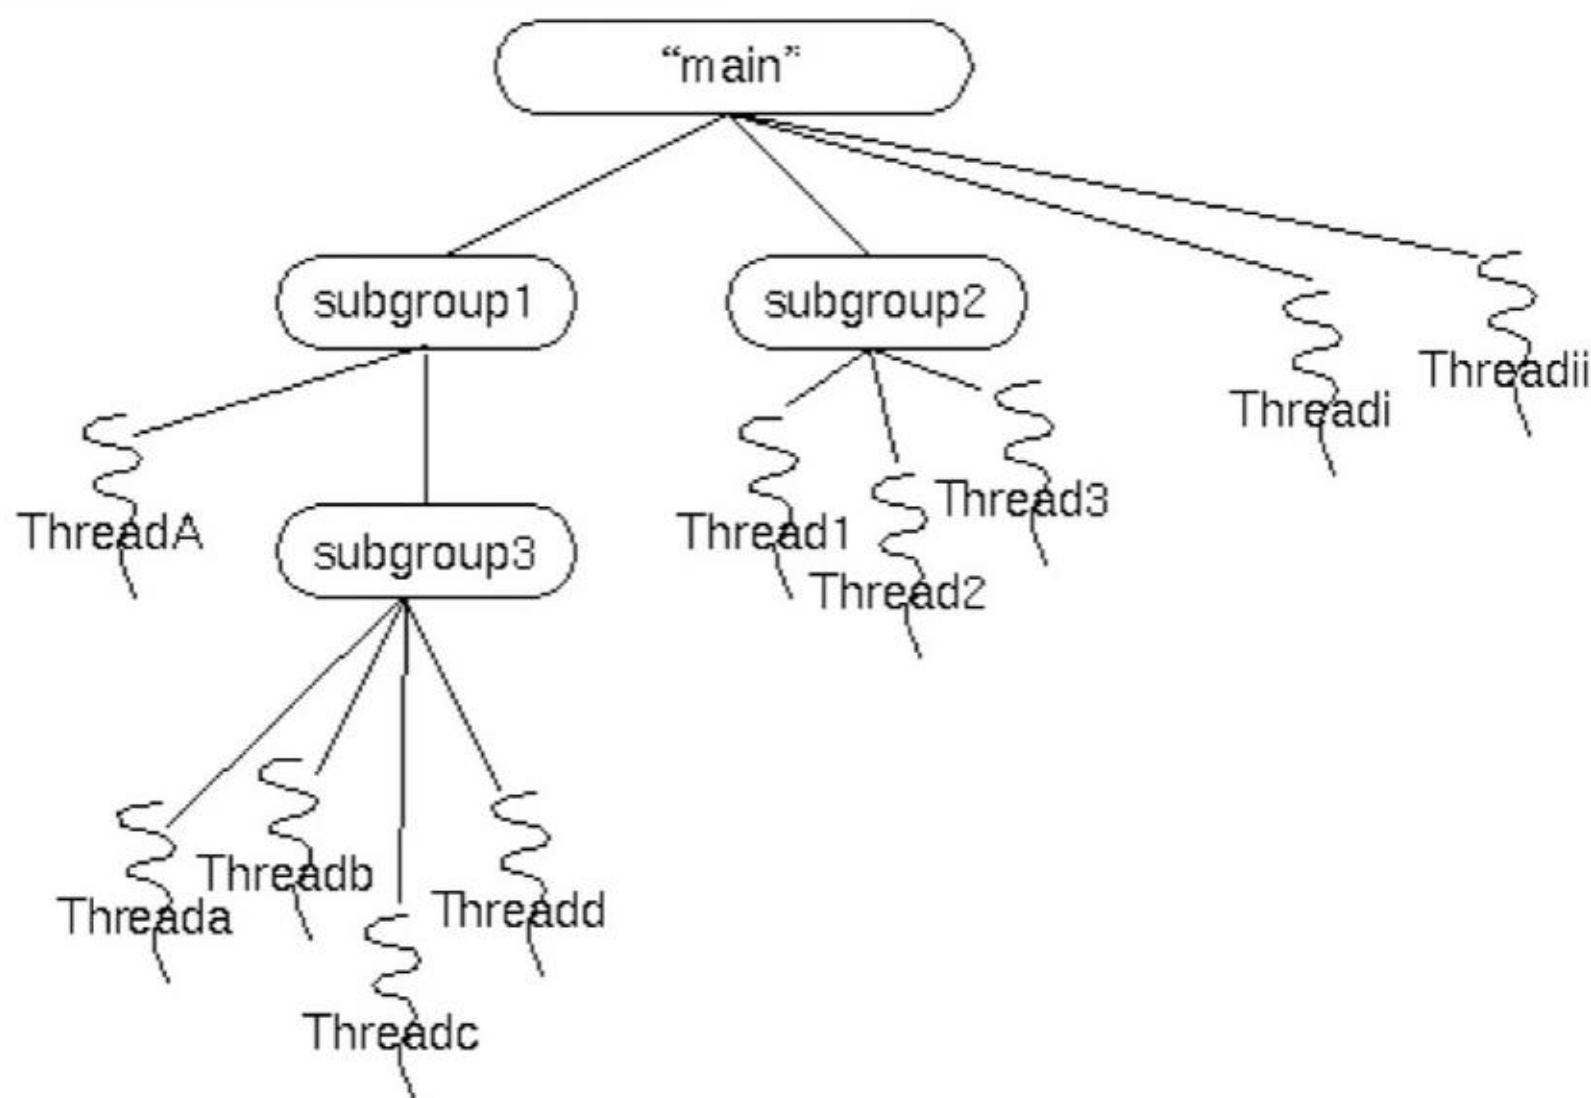 “main”
subgroup1
subgroup2
Threadi
Threadii
ThreadA
subgroup3
Thread1
Thread2
Thread3
Threada
Threadb
Threadc
Threadd